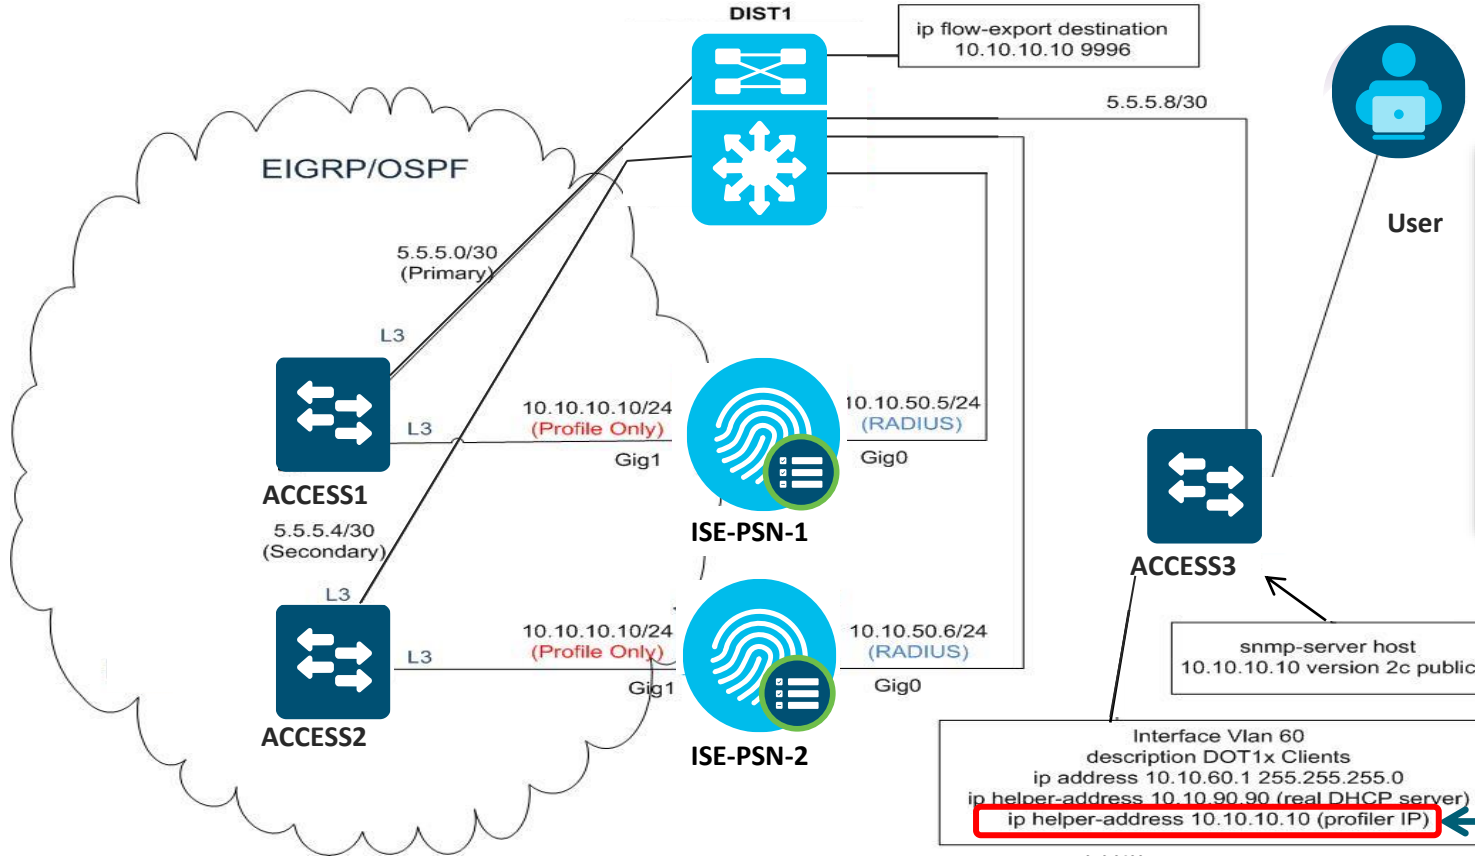 DIST1
ip flow-export destination
10.10.10.10 9996
5.5.5.8/30
User
EIGRP/OSPF
5.5.5.0/30
(Primary)
L3
ACCESS1
L3
10.10.10.10/24
(Profile Only)
Gig1
ISE-PSN-1
10.10.50.5/24
(RADIUS)
Gig0
5.5.5.4/30
(Secondary)
L3
ACCESS2
L3
10.10.10.10/24
(Profile Only)
Gig1
ISE-PSN-2
10.10.50.6/24
(RADIUS)
Gig0
ACCESS3
snmp-server host
10.10.10.10 version 2c public
Interface Vlan 60
description DOT1x Clients
ip address 10.10.60.1 255.255.255.0
ip helper-address 10.10.90.90 (real DHCP server)
ip helper-address 10.10.10.10 (profiler IP)